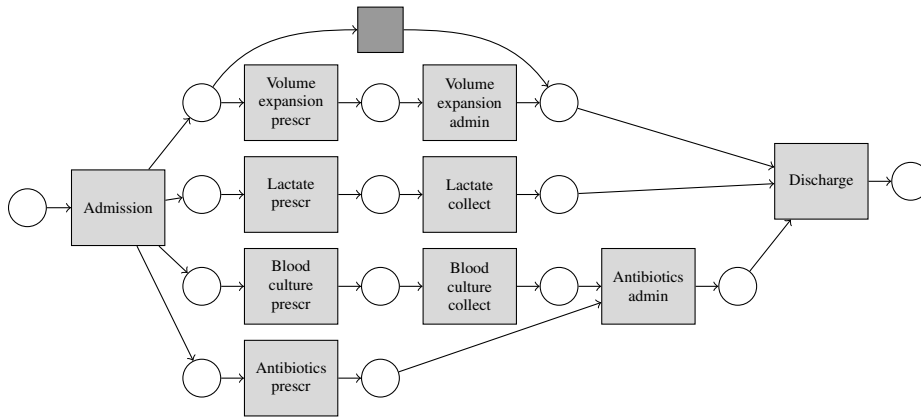 Volume
expansion
prescr
Volume
expansion
admin
Admission
Lactate
prescr
Lactate
collect
Discharge
Blood
culture
prescr
Blood
culture
collect
Antibiotics
admin
Antibiotics
prescr